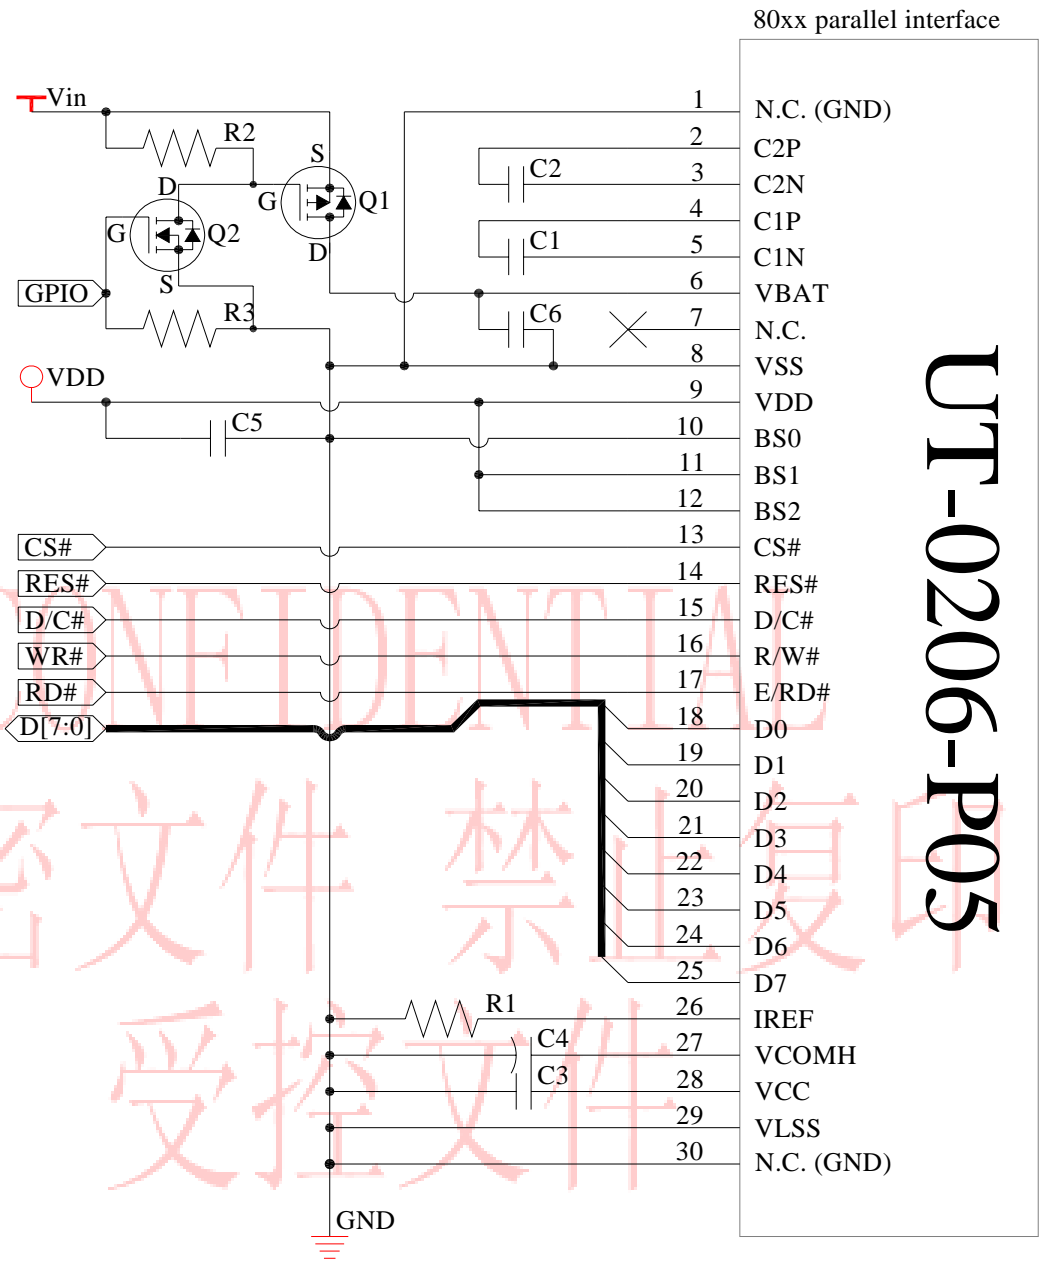 80xx parallel interface
Vin
R2
S
D
G
Q1
G
Q2
D
S
GPIO
R3
VDD
C5
C2
C1
C6
1 N.C. (GND)
2 C2P
3 C2N
4 C1P
5 C1N
6 VBAT
7 N.C.
8 VSS
9 VDD
10 BS0
11 BS1
12 BS2
CS# 13 CS#
RES# 14 RES#
D/C# 15 D/C#
WR# 16 R/W#
RD# 17 E/RD#
D[7:0] 18 D0
19 D1
20 D2
21 D3
22 D4
23 D5
24 D6
25 D7
R1 26 IREF
C4 27 VCOMH
C3 28 VCC
29 VLSS
30 N.C. (GND)
GND
UT-0206-P05
CONFIDENTIAL
密文件 禁止复印
受控文件